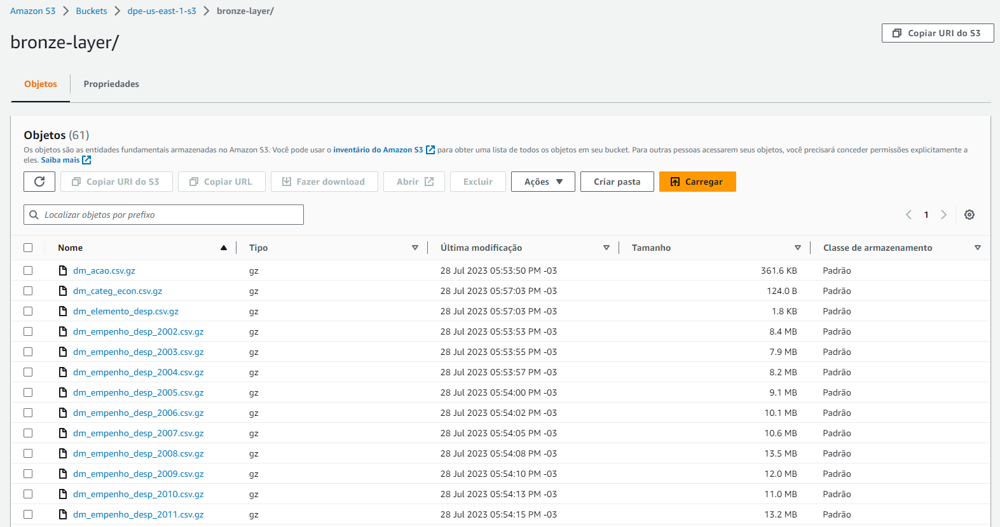 Amazon S3 > Buckets > dpe-us-east-1-s3 > bronze-layer/
bronze-layer/
Copiar URI do S3
Objetos Propriedades
Objetos (61)
Os objetos são as entidades fundamentais armazenadas no Amazon S3. Você pode usar o inventário do Amazon S3 para obter uma lista de todos os objetos em seu bucket. Para outras pessoas acessarem seus objetos, você precisará conceder permissões explicitamente a
eles. Saiba mais
Copiar URI do S3 Copiar URL Fazer download Abrir Excluir Ações Criar pasta Carregar
Localizar objetos por prefixo 1
Nome Tipo Última modificação Tamanho Classe de armazenamento
dm_acao.csv.gz gz 28 Jul 2023 05:53:50 PM -03 361.6 KB Padrão
dm_categ_econ.csv.gz gz 28 Jul 2023 05:57:03 PM -03 124.0 B Padrão
dm_elemento_desp.csv.gz gz 28 Jul 2023 05:57:03 PM -03 1.8 KB Padrão
dm_empenho_desp_2002.csv.gz gz 28 Jul 2023 05:53:53 PM -03 8.4 MB Padrão
dm_empenho_desp_2003.csv.gz gz 28 Jul 2023 05:53:55 PM -03 7.9 MB Padrão
dm_empenho_desp_2004.csv.gz gz 28 Jul 2023 05:53:57 PM -03 8.2 MB Padrão
dm_empenho_desp_2005.csv.gz gz 28 Jul 2023 05:54:00 PM -03 9.1 MB Padrão
dm_empenho_desp_2006.csv.gz gz 28 Jul 2023 05:54:02 PM -03 10.1 MB Padrão
dm_empenho_desp_2007.csv.gz gz 28 Jul 2023 05:54:05 PM -03 10.6 MB Padrão
dm_empenho_desp_2008.csv.gz gz 28 Jul 2023 05:54:08 PM -03 13.5 MB Padrão
dm_empenho_desp_2009.csv.gz gz 28 Jul 2023 05:54:10 PM -03 12.0 MB Padrão
dm_empenho_desp_2010.csv.gz gz 28 Jul 2023 05:54:13 PM -03 11.0 MB Padrão
dm_empenho_desp_2011.csv.gz gz 28 Jul 2023 05:54:15 PM -03 13.2 MB Padrão